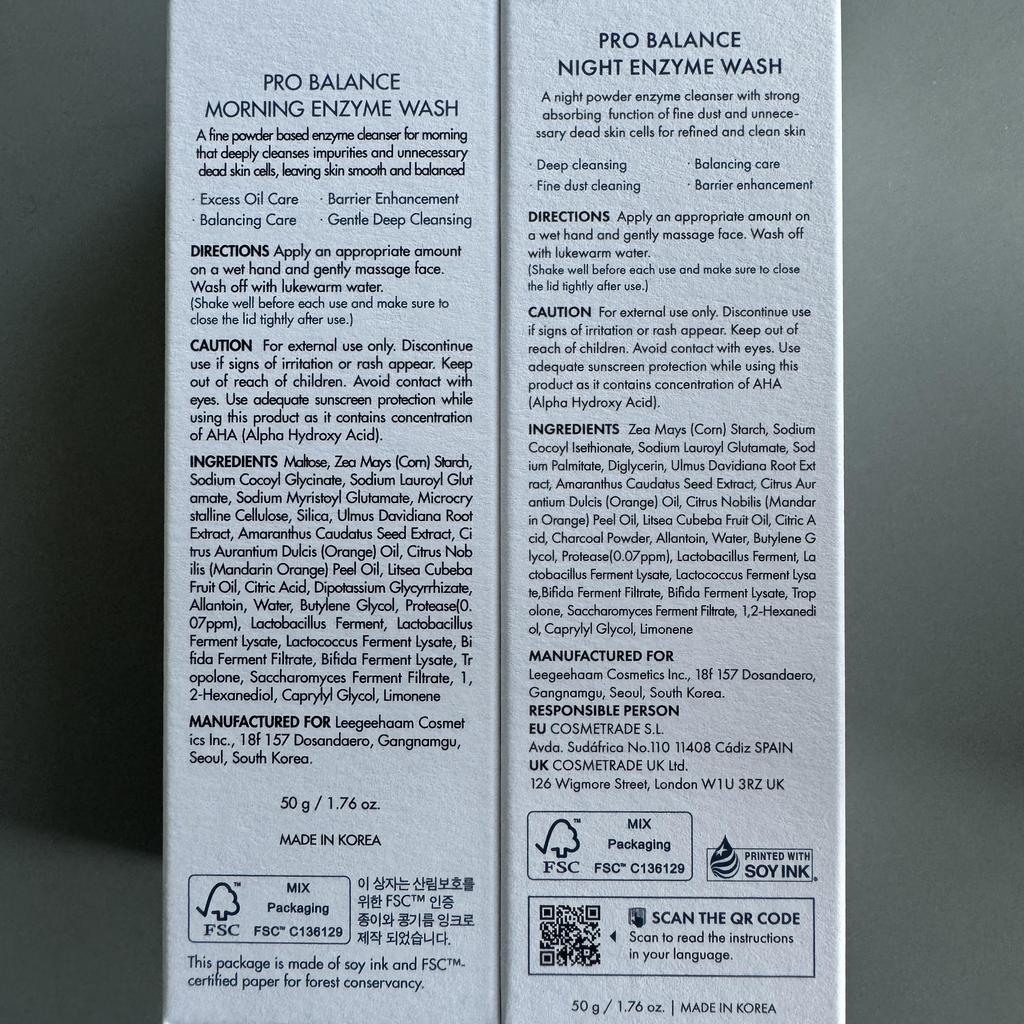 PRO BALANCE
MORNING ENZYME WASH
A fine powder based enzyme cleanser for morning
that deeply cleanses impurities and unnecessary
dead skin cells, leaving skin smooth and balanced
· Excess Oil Care · Barrier Enhancement
· Balancing Care · Gentle Deep Cleansing
DIRECTIONS Apply an appropriate amount
on a wet hand and gently massage face.
Wash off with lukewarm water.
(Shake well before each use and make sure to
close the lid tightly after use.)
CAUTION For external use only. Discontinue
use if signs of irritation or rash appear. Keep
out of reach of children. Avoid contact with
eyes. Use adequate sunscreen protection while
using this product as it contains concentration
of AHA (Alpha Hydroxy Acid).
INGREDIENTS Maltose, Zea Mays (Corn) Starch,
Sodium Cocoyl Glycinate, Sodium Lauroyl Glut
amate, Sodium Myristoyl Glutamate, Microcry
stalline Cellulose, Silica, Ulmus Davidiana Root
Extract, Amaranthus Caudatus Seed Extract, Ci
trus Aurantium Dulcis (Orange) Oil, Citrus Nob
ilis (Mandarin Orange) Peel Oil, Litsea Cubeba
Fruit Oil, Citric Acid, Dipotassium Glycyrrhizate,
Allantoin, Water, Butylene Glycol, Protease(0.
07ppm), Lactobacillus Ferment, Lactobacillus
Ferment Lysate, Lactococcus Ferment Lysate, Bi
fida Ferment Filtrate, Bifida Ferment Lysate, Tr
opolone, Saccharomyces Ferment Filtrate, 1,
2-Hexanediol, Caprylyl Glycol, Limonene
MANUFACTURED FOR Leegeehaam Cosmet
ics Inc., 18f 157 Dosandaero, Gangnamgu,
Seoul, South Korea.
50 g / 1.76 oz.
MADE IN KOREA
FSC™
MIX
Packaging
FSC™ C136129
이 상자는 산림보호를
위한 FSC™ 인증
종이와 콩기름 잉크로
제작 되었습니다.
This package is made of soy ink and FSC™-
certified paper for forest conservancy.
PRO BALANCE
NIGHT ENZYME WASH
A night powder enzyme cleanser with strong
absorbing function of fine dust and unnece-
ssary dead skin cells for refined and clean skin
· Deep cleansing · Balancing care
· Fine dust cleaning · Barrier enhancement
DIRECTIONS Apply an appropriate amount on
a wet hand and gently massage face. Wash off
with lukewarm water.
(Shake well before each use and make sure to close
the lid tightly after use.)
CAUTION For external use only. Discontinue use
if signs of irritation or rash appear. Keep out of
reach of children. Avoid contact with eyes. Use
adequate sunscreen protection while using this
product as it contains concentration of AHA
(Alpha Hydroxy Acid).
INGREDIENTS Zea Mays (Corn) Starch, Sodium
Cocoyl Isethionate, Sodium Lauroyl Glutamate, Sod
ium Palmitate, Diglycerin, Ulmus Davidiana Root Ext
ract, Amaranthus Caudatus Seed Extract, Citrus Aur
antium Dulcis (Orange) Oil, Citrus Nobilis (Mandar
in Orange) Peel Oil, Litsea Cubeba Fruit Oil, Citric A
cid, Charcoal Powder, Allantoin, Water, Butylene G
lycol, Protease(0.07ppm), Lactobacillus Ferment, La
ctobacillus Ferment Lysate, Lactococcus Ferment Lysa
te,Bifida Ferment Filtrate, Bifida Ferment Lysate, Trop
olone, Saccharomyces Ferment Filtrate, 1,2-Hexanedi
ol, Caprylyl Glycol, Limonene
MANUFACTURED FOR
Leegeehaam Cosmetics Inc., 18f 157 Dosandaero,
Gangnamgu, Seoul, South Korea.
RESPONSIBLE PERSON
EU COSMETRADE S.L.
Avda. Sudáfrica No.110 11408 Cádiz SPAIN
UK COSMETRADE UK Ltd.
126 Wigmore Street, London W1U 3RZ UK
FSC™
MIX
Packaging
FSC™ C136129
PRINTED WITH
SOY INK®
SCAN THE QR CODE
Scan to read the instructions
in your language.
50 g / 1.76 oz. | MADE IN KOREA